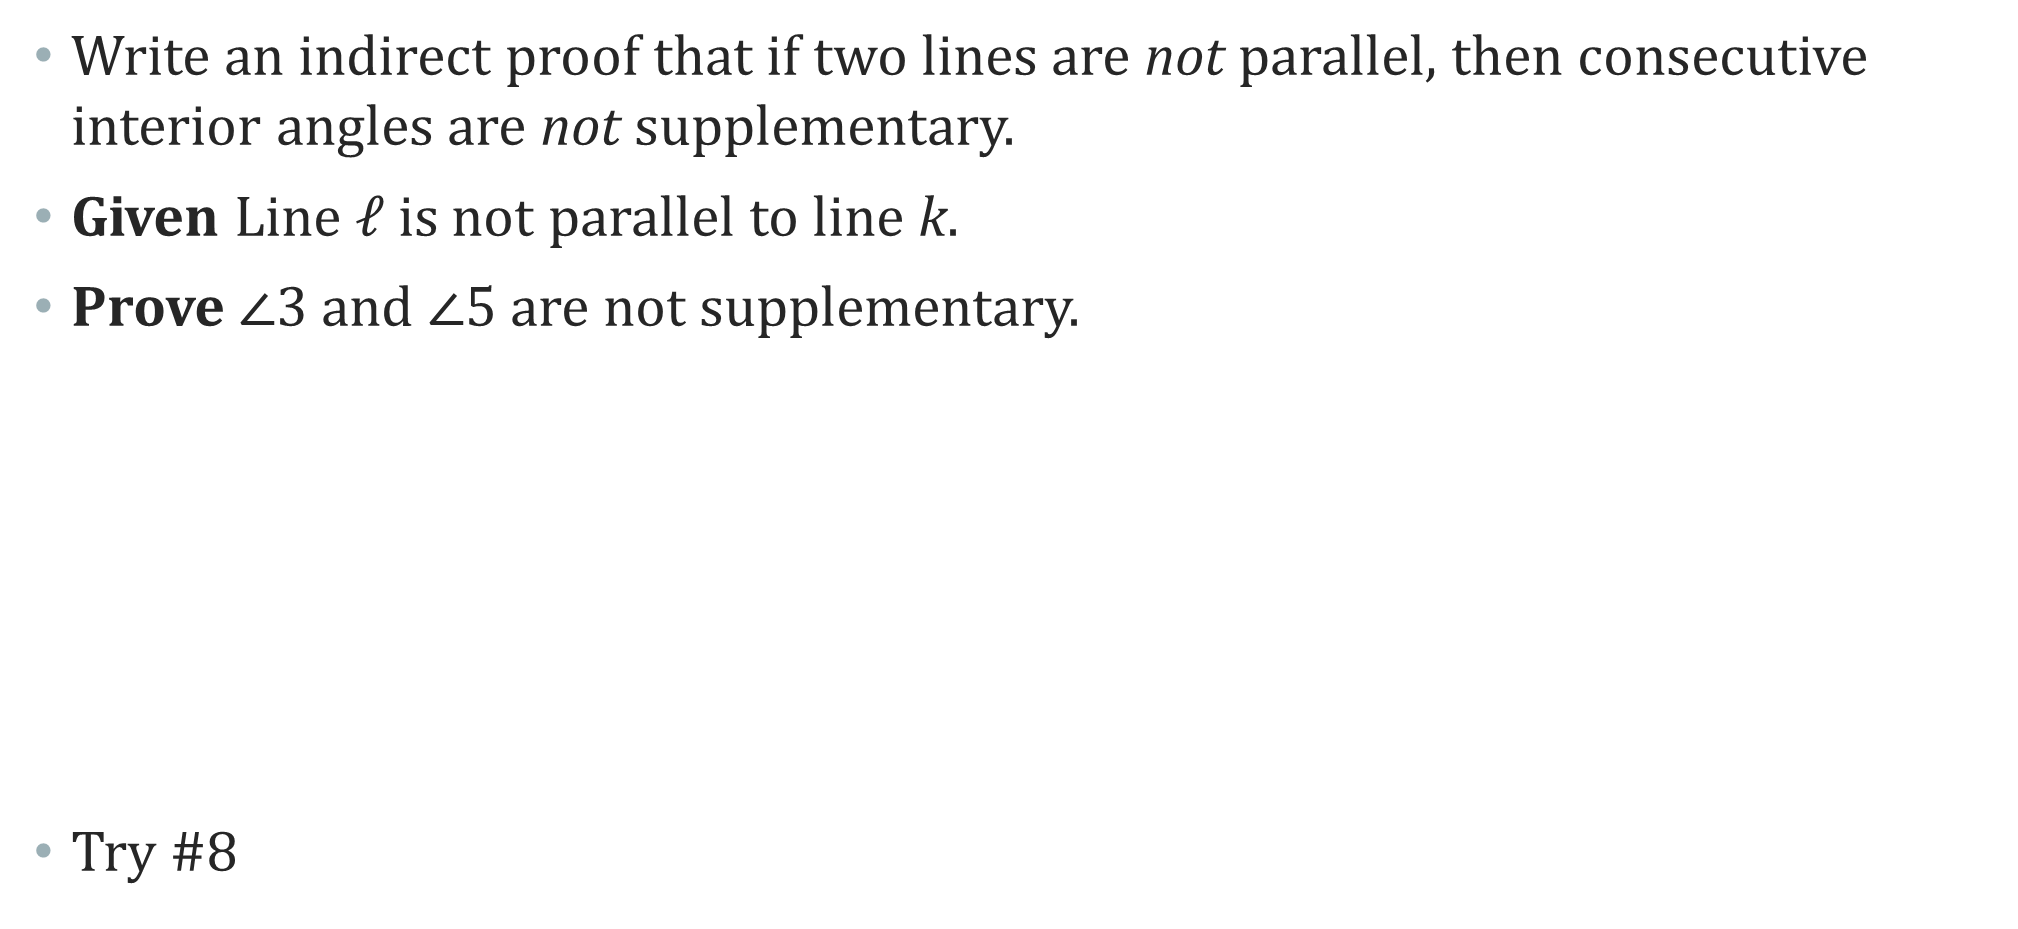 • Write an indirect proof that if two lines are not parallel, then consecutive
interior angles are not supplementary.
• Given Line ℓ is not parallel to line k.
• Prove ∠3 and ∠5 are not supplementary.
• Try #8